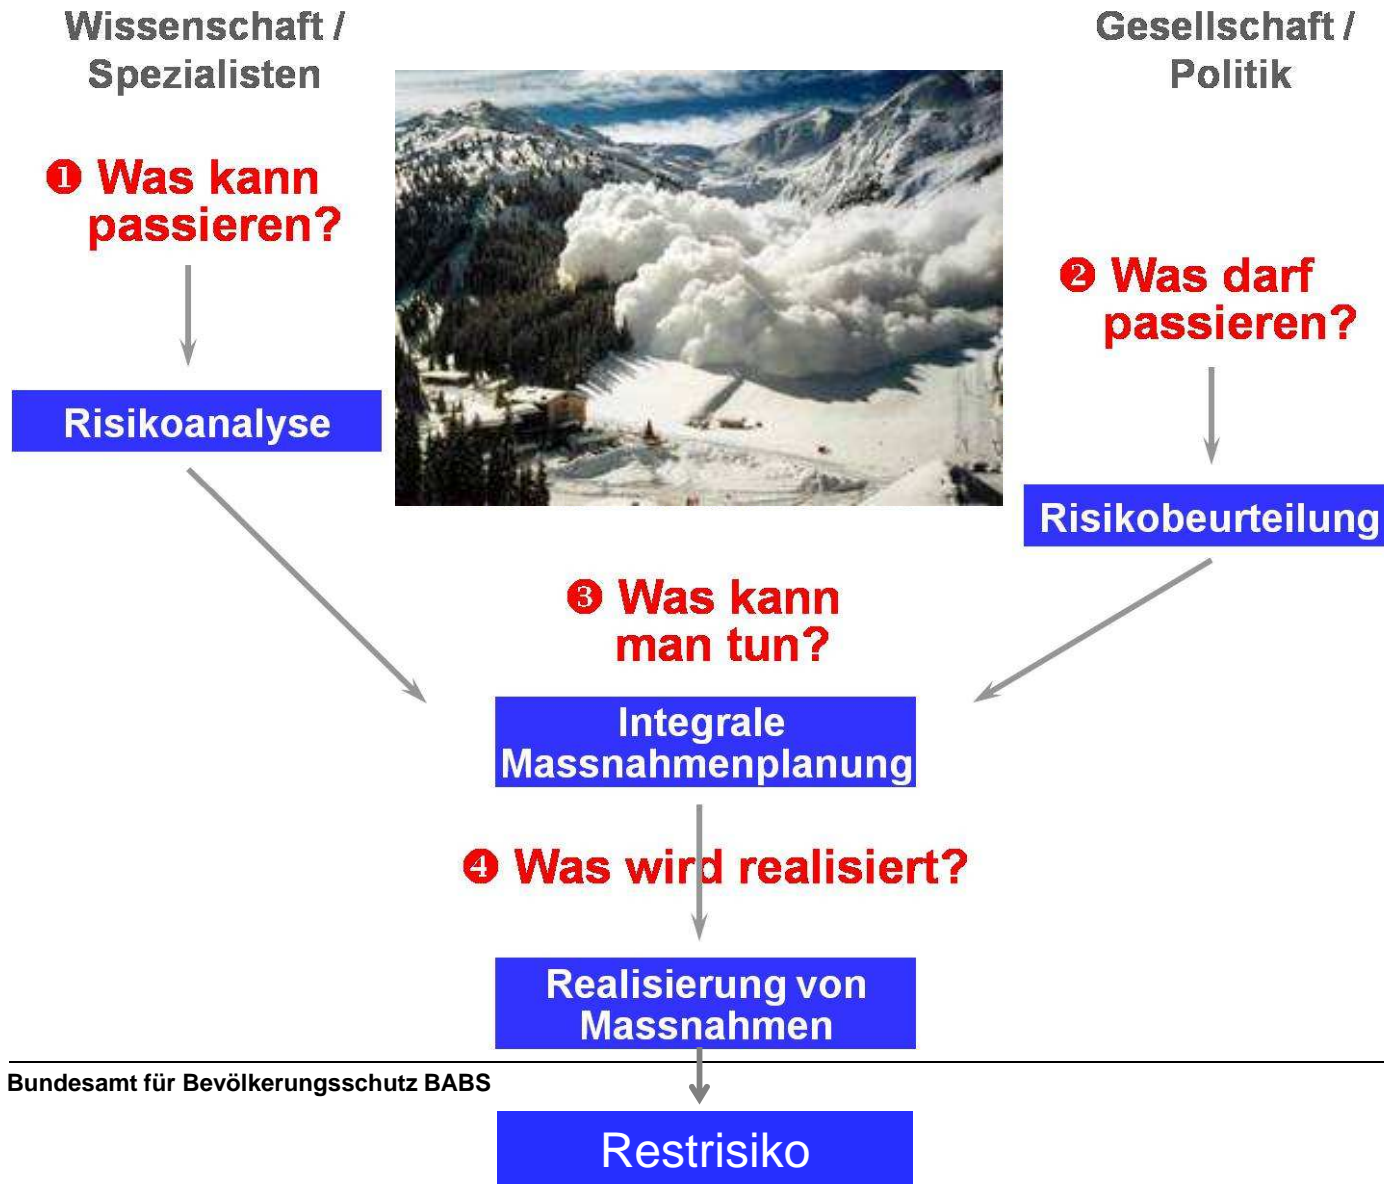 Wissenschaft /
Spezialisten
Gesellschaft /
Politik
❶ Was kann
passieren?
❷ Was darf
passieren?
Risikoanalyse
Risikobeurteilung
❸ Was kann
man tun?
Integrale
Massnahmenplanung
❹ Was wird realisiert?
Realisierung von
Massnahmen
Bundesamt für Bevölkerungsschutz BABS
Restrisiko